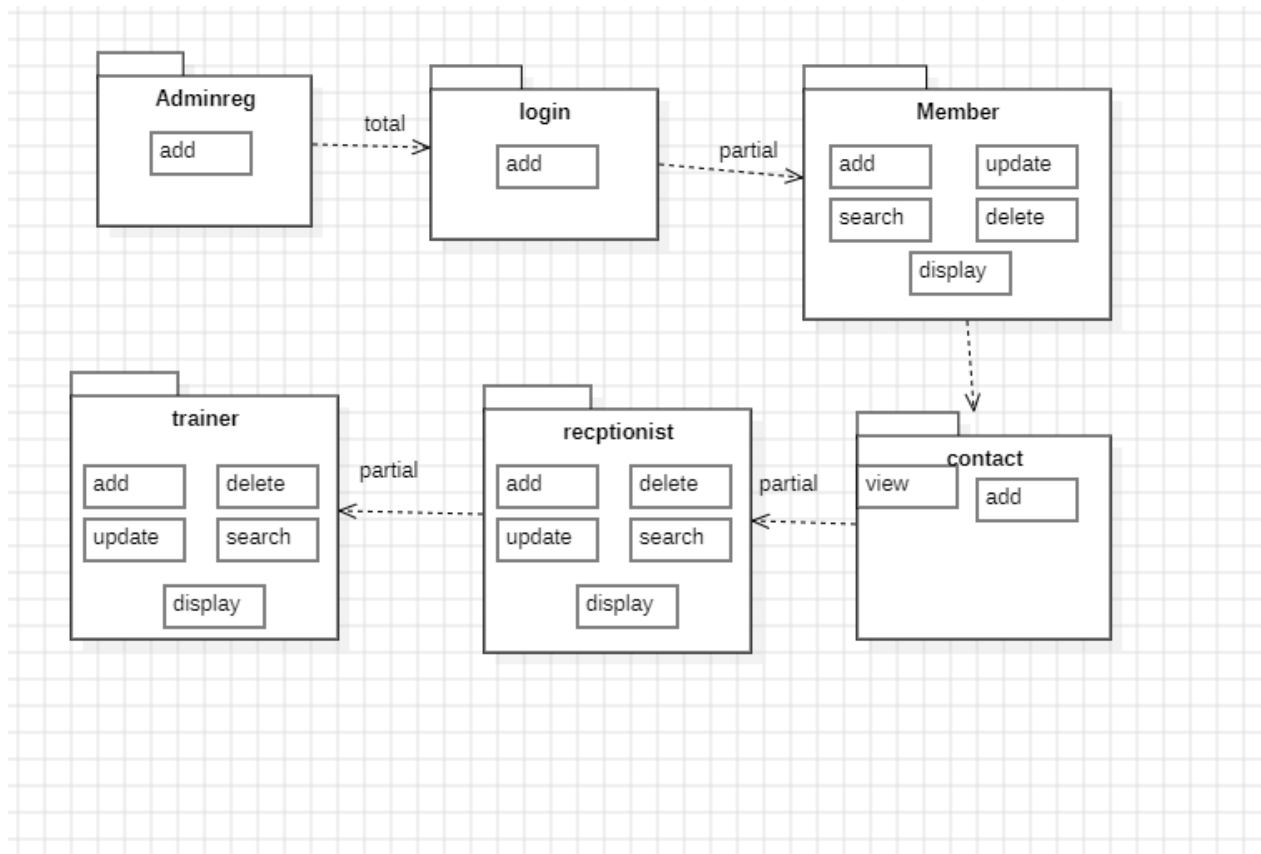 Adminreg
add
total
login
add
partial
Member
add
update
search
delete
display
trainer
add
delete
update
search
display
partial
recptionist
add
delete
update
search
display
partial
contact
view
add